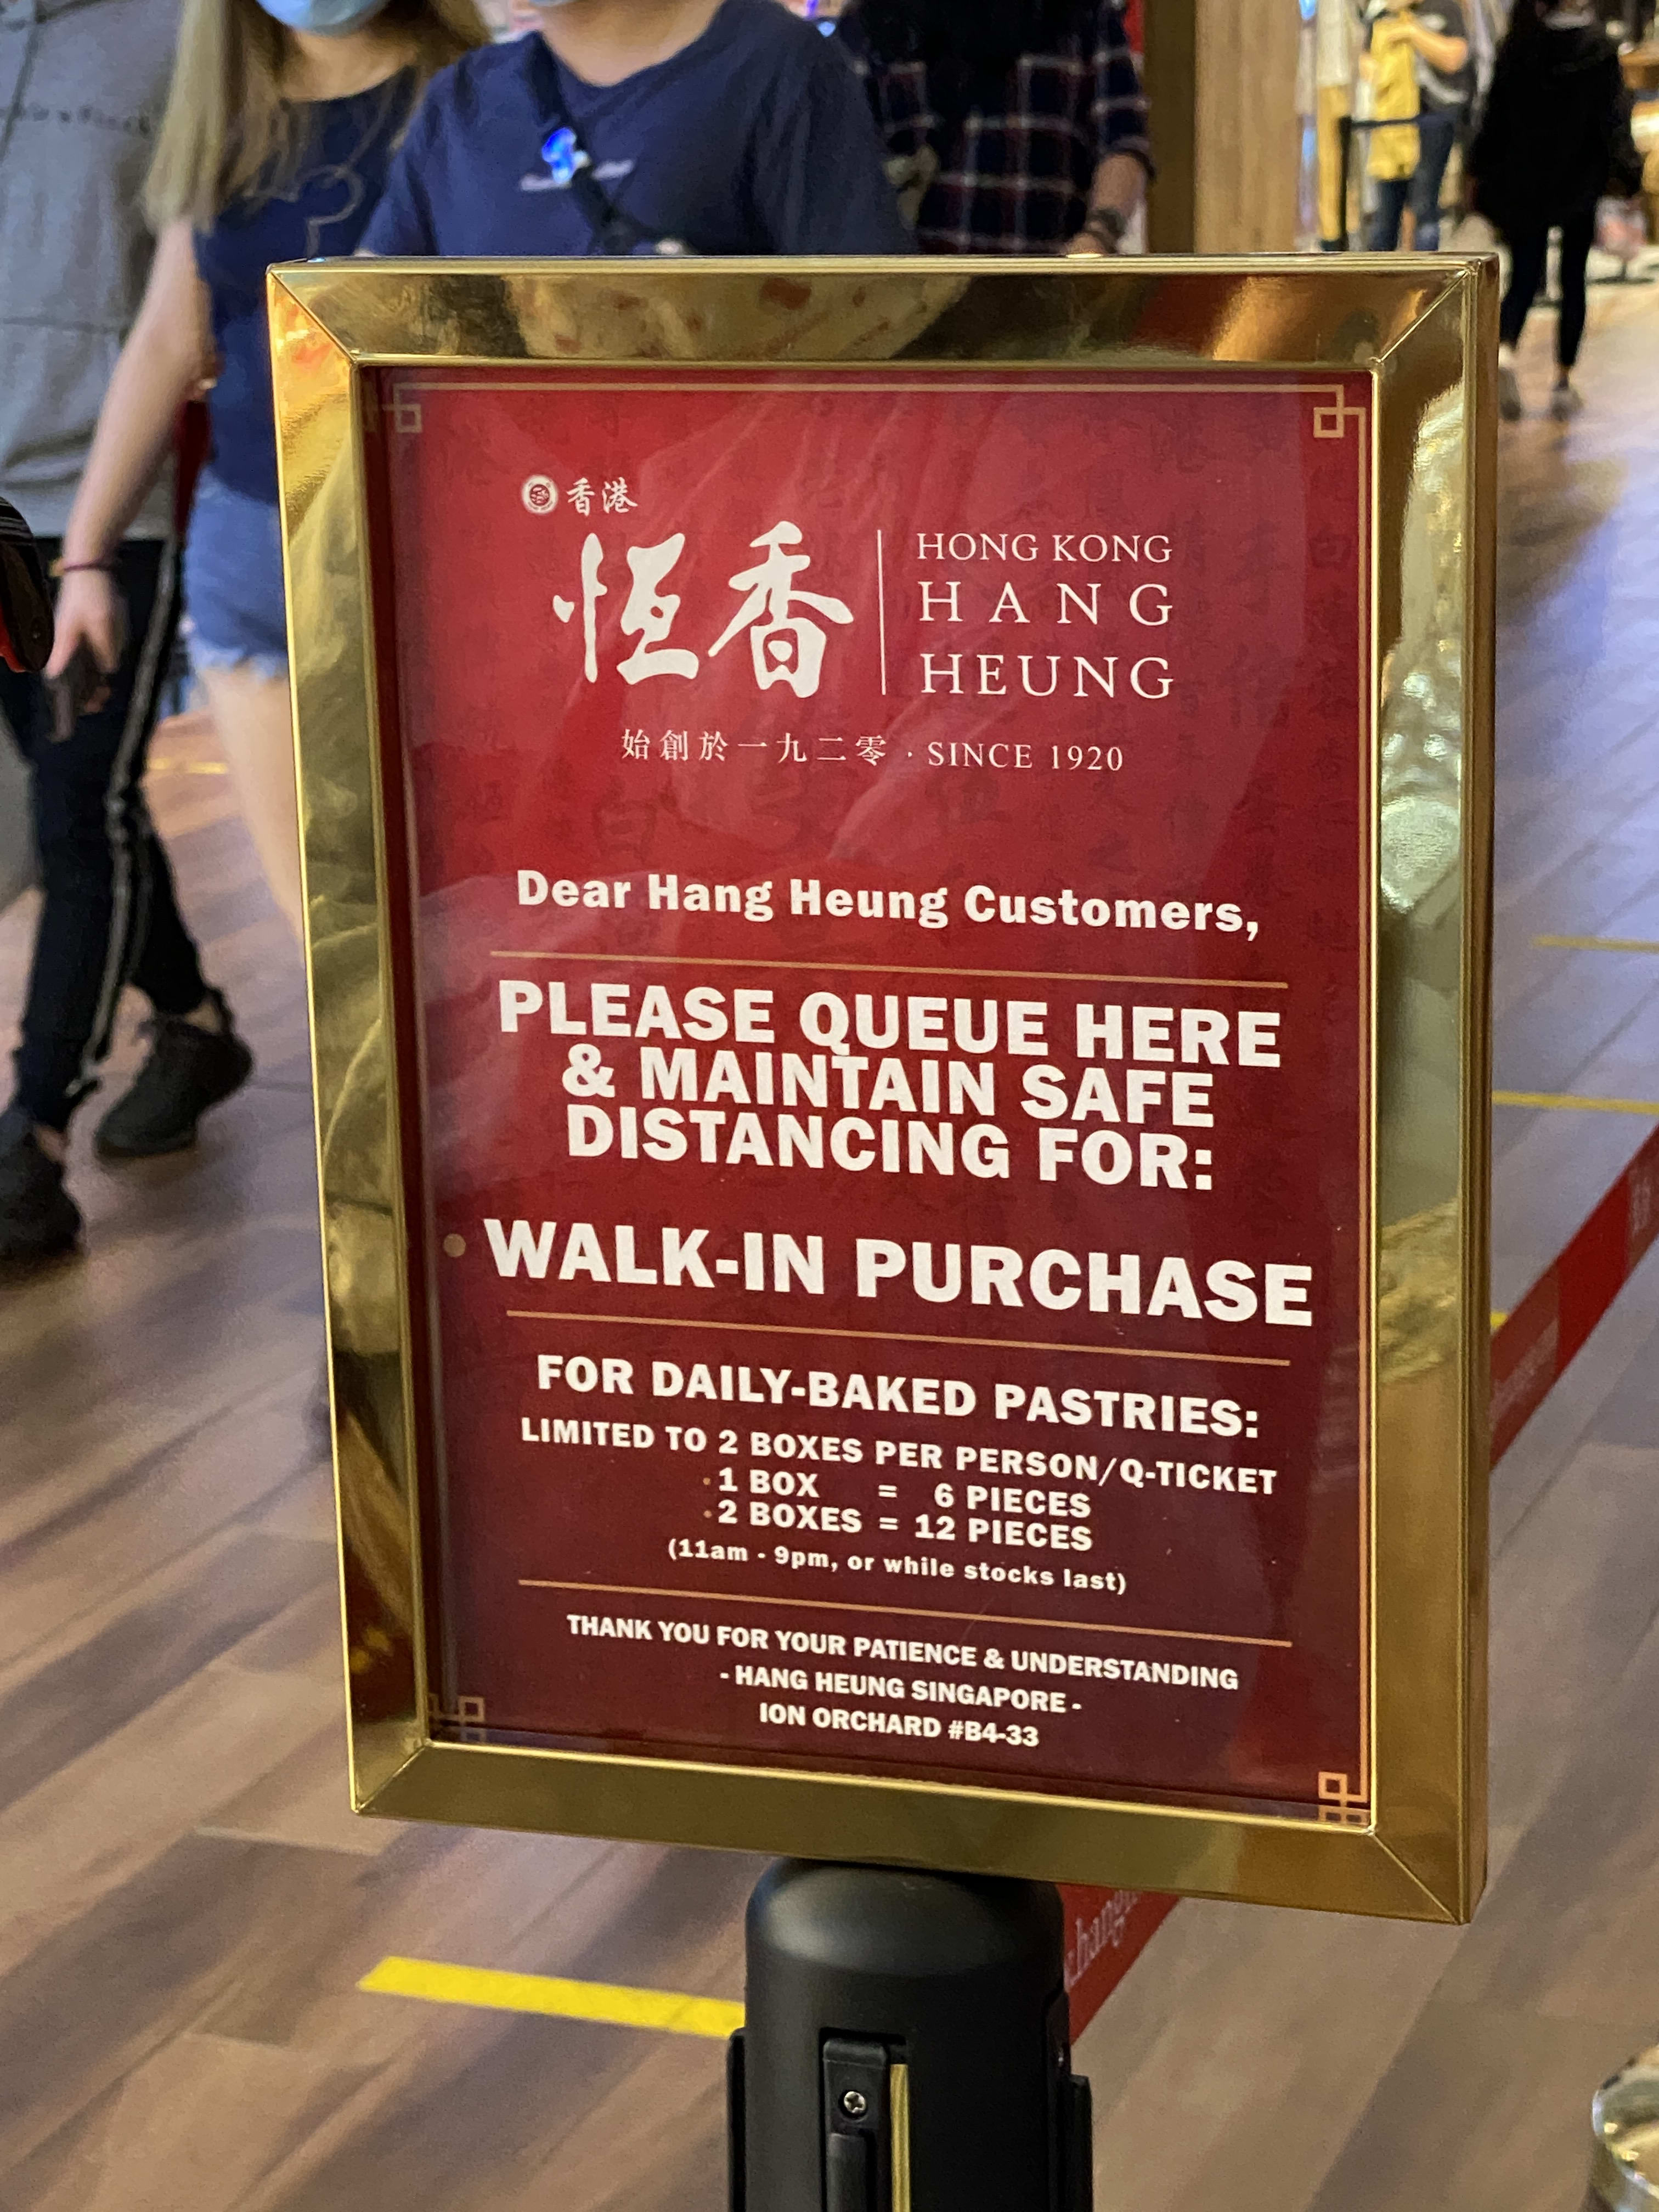 香港
恆香
HONG KONG
HANG
HEUNG
始創於一九二零 · SINCE 1920
Dear Hang Heung Customers,
PLEASE QUEUE HERE
& MAINTAIN SAFE
DISTANCING FOR:
• WALK-IN PURCHASE
FOR DAILY-BAKED PASTRIES:
LIMITED TO 2 BOXES PER PERSON/Q-TICKET
· 1 BOX = 6 PIECES
· 2 BOXES = 12 PIECES
(11am - 9pm, or while stocks last)
THANK YOU FOR YOUR PATIENCE & UNDERSTANDING
- HANG HEUNG SINGAPORE -
ION ORCHARD #B4-33